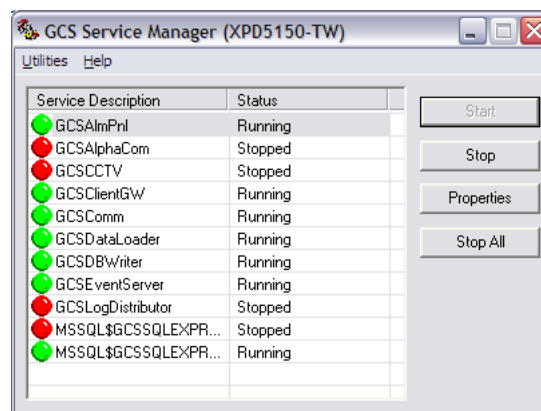 GCS Service Manager (XPD5150-TW)
Utilities Help
Service Description Status
GCSAlmPnl Running
GCSAlphaCom Stopped
GCSCCTV Stopped
GCSClientGW Running
GCSComm Running
GCSDataLoader Running
GCSDBWriter Running
GCSEventServer Running
GCSLogDistributor Stopped
MSSQL$GCSSQLEXPR... Stopped
MSSQL$GCSSQLEXPR... Running
Start
Stop
Properties
Stop All